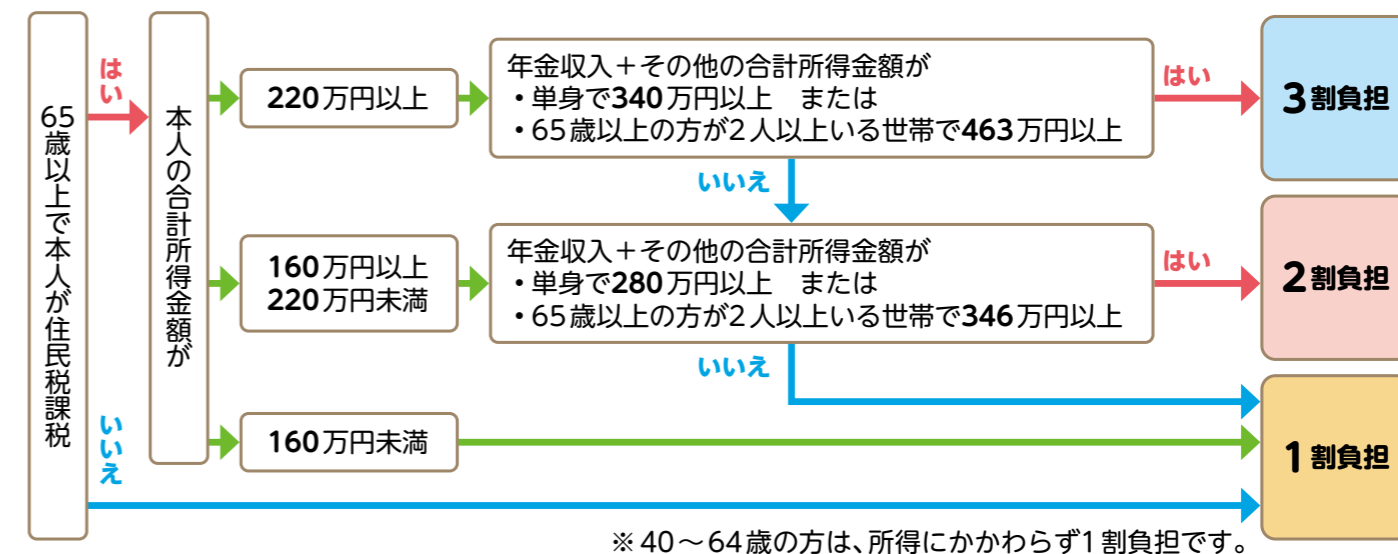 65歳以上で本人が住民税課税
はい
いいえ
本人の合計所得金額が
220万円以上
年金収入＋その他の合計所得金額が
・単身で340万円以上　または
・65歳以上の方が2人以上いる世帯で463万円以上
はい
3割負担
いいえ
160万円以上
220万円未満
年金収入＋その他の合計所得金額が
・単身で280万円以上　または
・65歳以上の方が2人以上いる世帯で346万円以上
はい
2割負担
いいえ
160万円未満
1割負担
※40～64歳の方は、所得にかかわらず1割負担です。